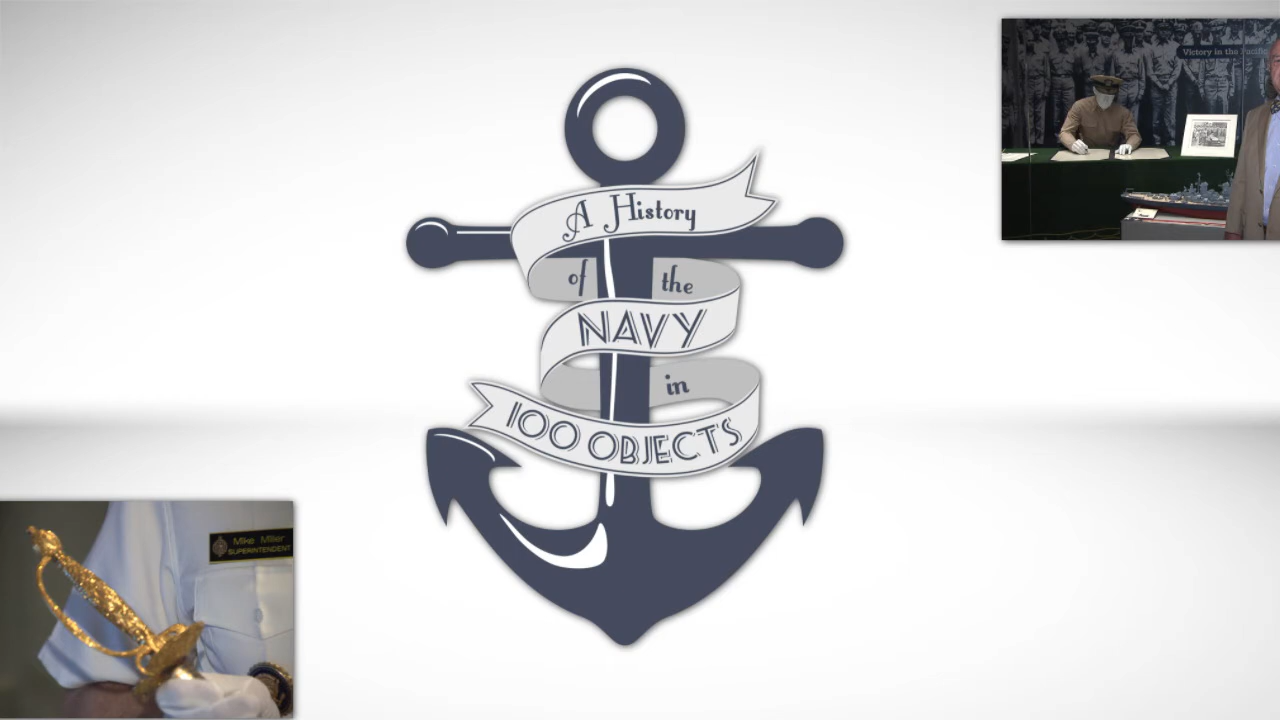 A History
of the
NAVY
in
100 OBJECTS
Victory in the Pacific
Mike Miller
SUPERINTENDENT